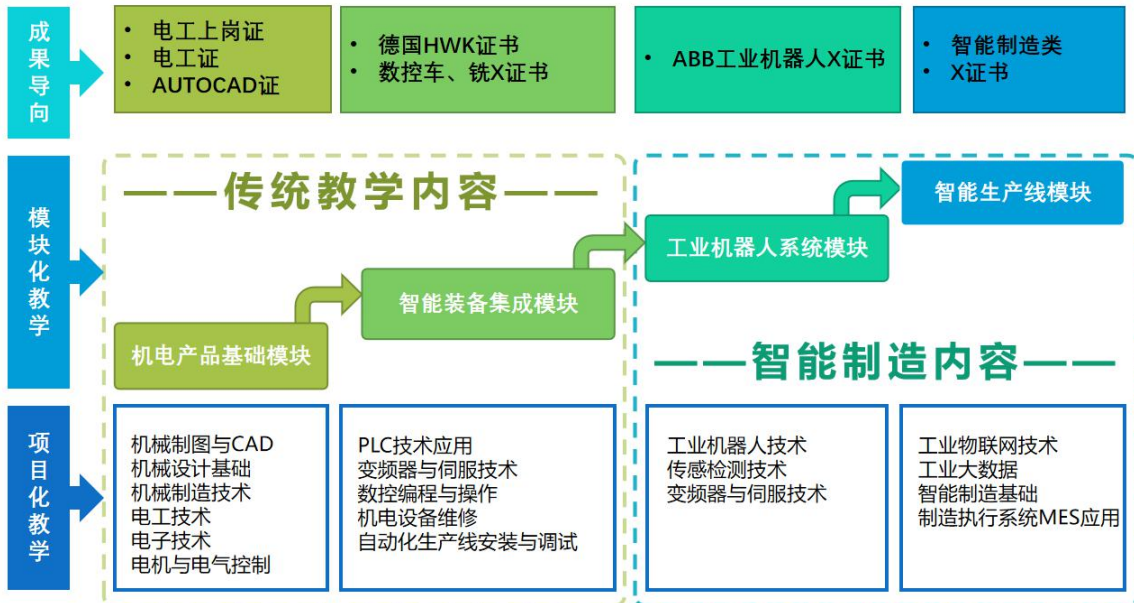 成果导向
• 电工上岗证
• 电工证
• AUTOCAD证
• 德国HWK证书
• 数控车、铣X证书
• ABB工业机器人X证书
• 智能制造类
• X证书
模块化教学
——传统教学内容——
智能生产线模块
工业机器人系统模块
智能装备集成模块
机电产品基础模块
——智能制造内容——
项目化教学
机械制图与CAD
机械设计基础
机械制造技术
电工技术
电子技术
电机与电气控制
PLC技术应用
变频器与伺服技术
数控编程与操作
机电设备维修
自动化生产线安装与调试
工业机器人技术
传感检测技术
变频器与伺服技术
工业物联网技术
工业大数据
智能制造基础
制造执行系统MES应用